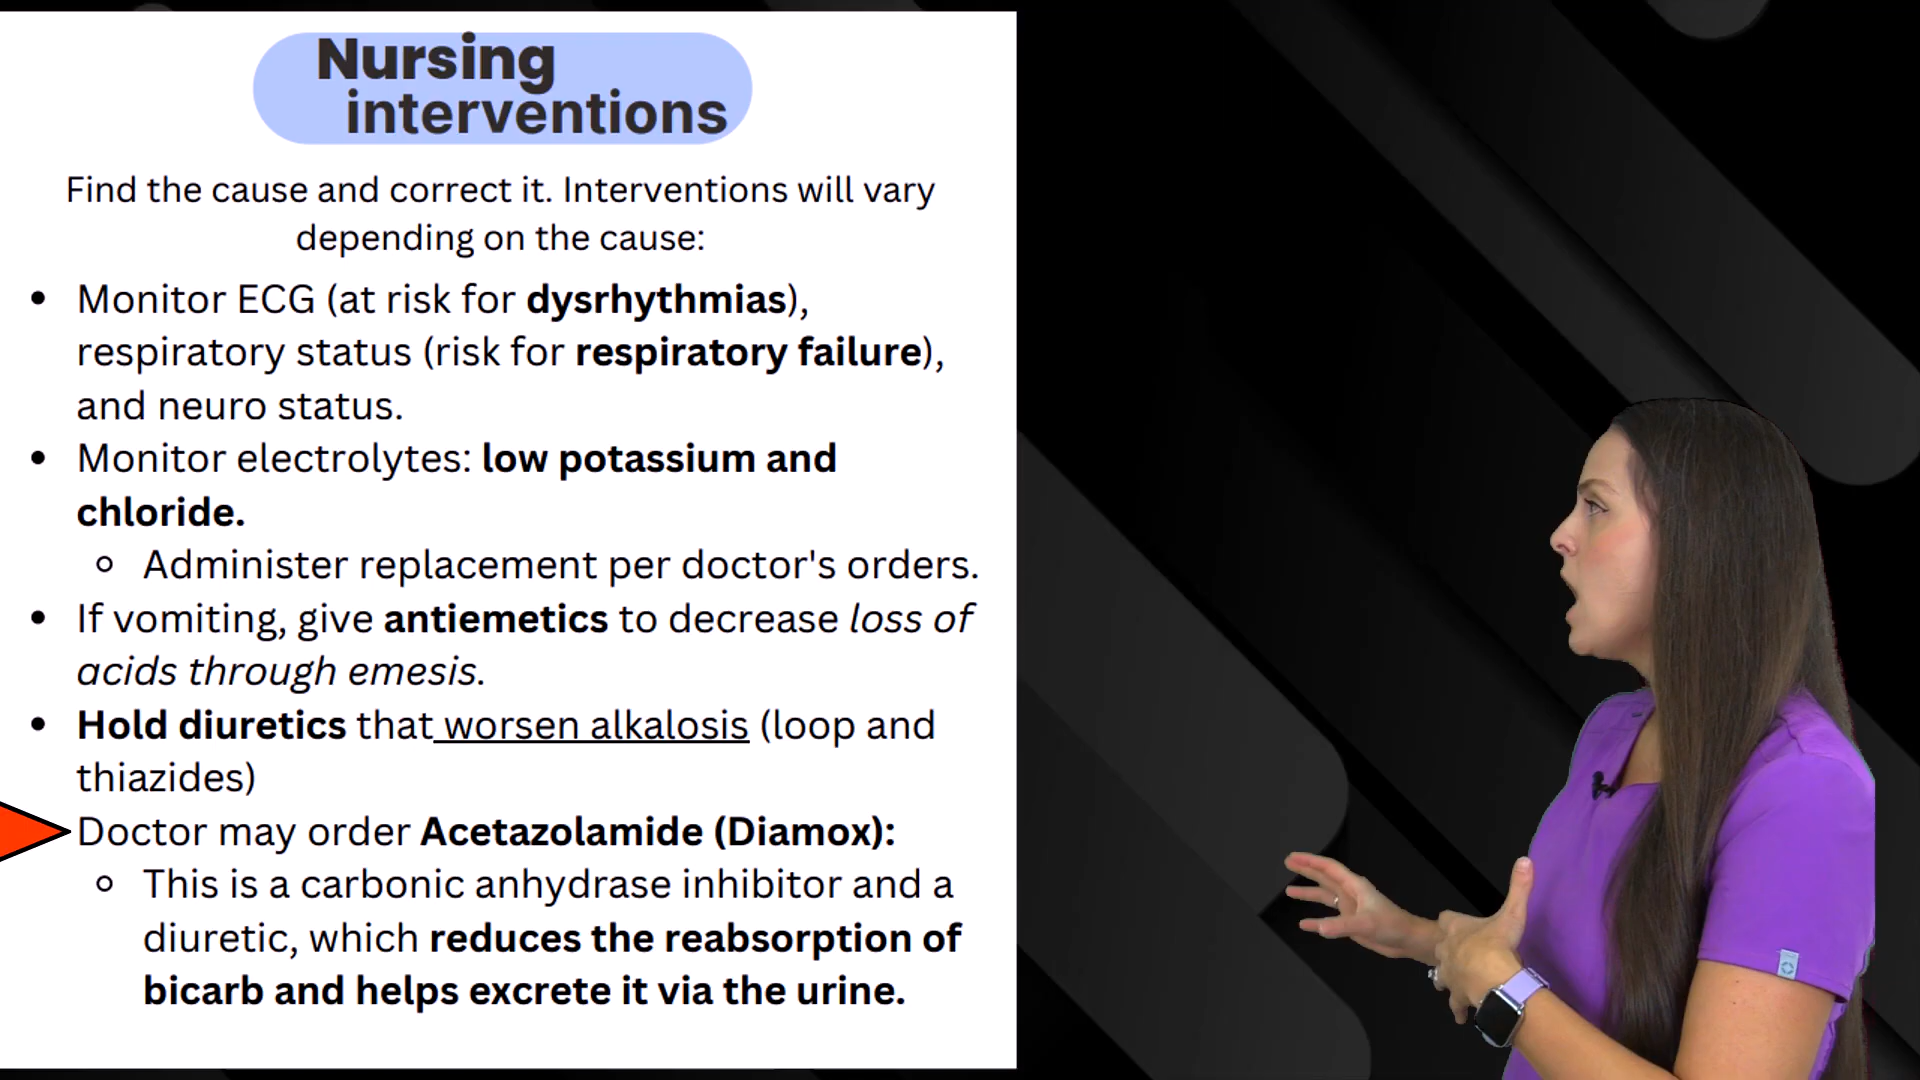 Nursing
interventions
Find the cause and correct it. Interventions will vary
depending on the cause:
• Monitor ECG (at risk for dysrhythmias),
respiratory status (risk for respiratory failure),
and neuro status.
• Monitor electrolytes: low potassium and
chloride.
◦ Administer replacement per doctor's orders.
• If vomiting, give antiemetics to decrease loss of
acids through emesis.
• Hold diuretics that worsen alkalosis (loop and
thiazides)
Doctor may order Acetazolamide (Diamox):
◦ This is a carbonic anhydrase inhibitor and a
diuretic, which reduces the reabsorption of
bicarb and helps excrete it via the urine.